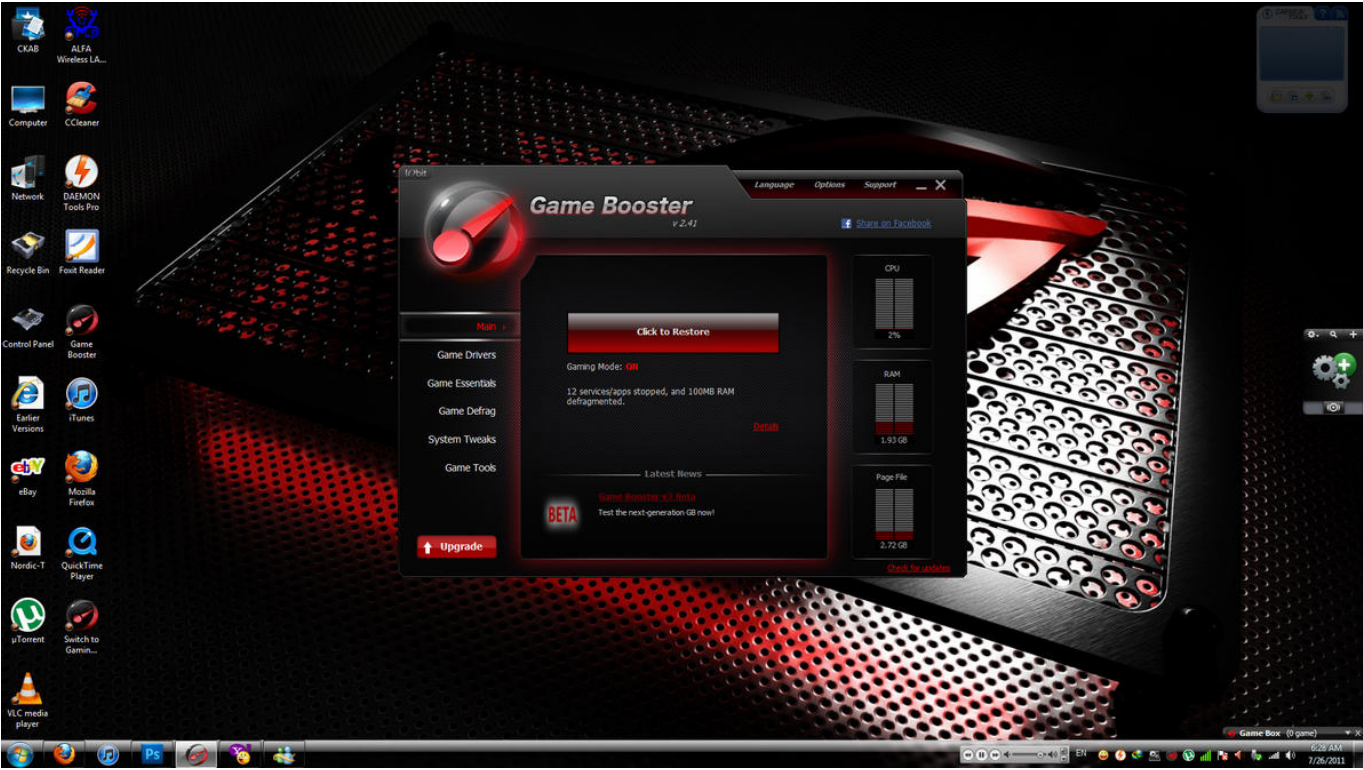 CKAB
ALFA
Wireless LA...
Computer
CCleaner
Network
DAEMON
Tools Pro
Recycle Bin
Foxit Reader
Control Panel
Game
Booster
Earlier
Versions
iTunes
eBay
Mozilla
Firefox
Nordic-T
QuickTime
Player
µTorrent
Switch to
Gamin...
VLC media
player
IObit
Game Booster
v 2.41
Language
Options
Support
Share on Facebook
Main
Game Drivers
Game Essentials
Game Defrag
System Tweaks
Game Tools
Upgrade
Click to Restore
Gaming Mode: ON
12 services/apps stopped, and 100MB RAM
defragmented.
Details
Latest News
BETA
Game Booster v3 Beta
Test the next-generation GB now!
CPU
2%
RAM
1.93 GB
Page File
2.72 GB
Check for updates
TOOLS
Game Box (0 game)
Ps
EN
6:28 AM
7/26/2011